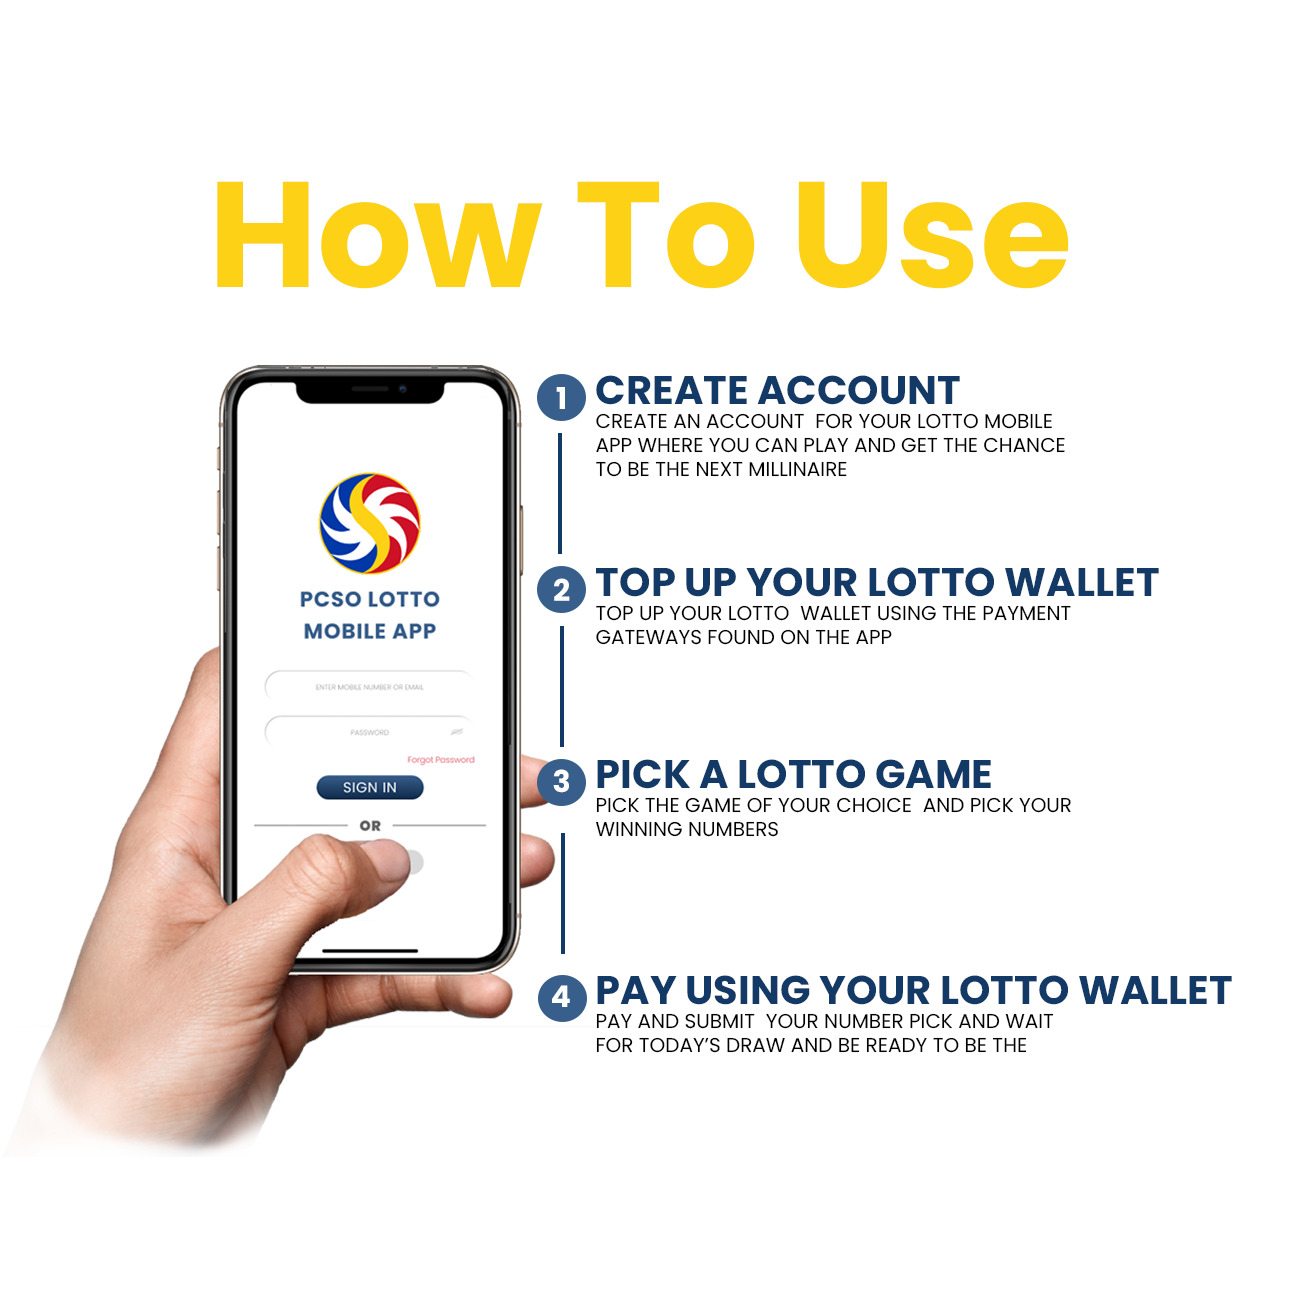 How To Use
PCSO LOTTO
MOBILE APP
ENTER MOBILE NUMBER OR EMAIL
PASSWORD
Forgot Password
SIGN IN
OR
1 CREATE ACCOUNT
CREATE AN ACCOUNT FOR YOUR LOTTO MOBILE
APP WHERE YOU CAN PLAY AND GET THE CHANCE
TO BE THE NEXT MILLINAIRE
2 TOP UP YOUR LOTTO WALLET
TOP UP YOUR LOTTO WALLET USING THE PAYMENT
GATEWAYS FOUND ON THE APP
3 PICK A LOTTO GAME
PICK THE GAME OF YOUR CHOICE AND PICK YOUR
WINNING NUMBERS
4 PAY USING YOUR LOTTO WALLET
PAY AND SUBMIT YOUR NUMBER PICK AND WAIT
FOR TODAY’S DRAW AND BE READY TO BE THE